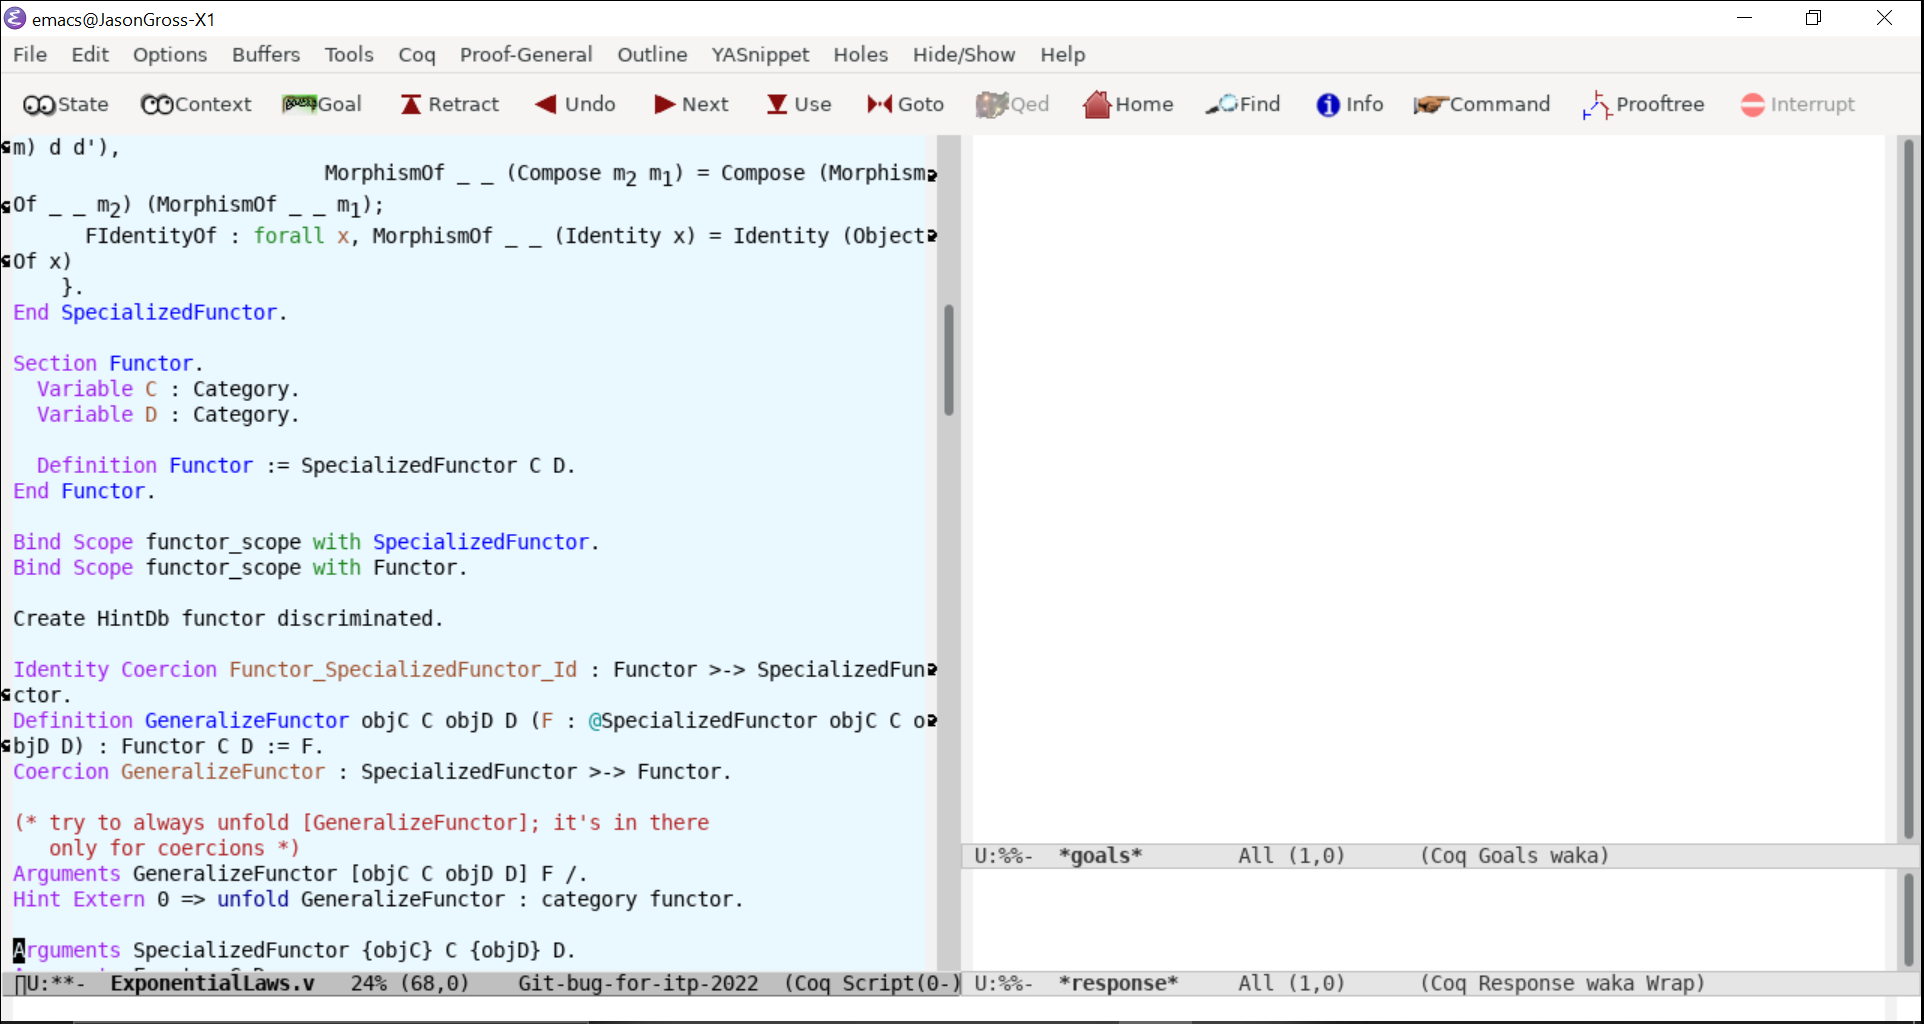 emacs@JasonGross-X1
File Edit Options Buffers Tools Coq Proof-General Outline YASnippet Holes Hide/Show Help
State Context Goal Retract Undo Next Use Goto Qed Home Find Info Command Prooftree Interrupt
m) d d'),
MorphismOf _ _ (Compose m2 m1) = Compose (Morphism
Of _ _ m2) (MorphismOf _ _ m1);
FIdentityOf : forall x, MorphismOf _ _ (Identity x) = Identity (Object
Of x)
}.
End SpecializedFunctor.
Section Functor.
Variable C : Category.
Variable D : Category.
Definition Functor := SpecializedFunctor C D.
End Functor.
Bind Scope functor_scope with SpecializedFunctor.
Bind Scope functor_scope with Functor.
Create HintDb functor discriminated.
Identity Coercion Functor_SpecializedFunctor_Id : Functor >-> SpecializedFun
ctor.
Definition GeneralizeFunctor objC C objD D (F : @SpecializedFunctor objC C o
bjD D) : Functor C D := F.
Coercion GeneralizeFunctor : SpecializedFunctor >-> Functor.
(* try to always unfold [GeneralizeFunctor]; it's in there
only for coercions *)
Arguments GeneralizeFunctor [objC C objD D] F /.
Hint Extern 0 => unfold GeneralizeFunctor : category functor.
Arguments SpecializedFunctor {objC} C {objD} D.
U:**- ExponentialLaws.v 24% (68,0) Git-bug-for-itp-2022 (Coq Script(0-)
U:%%- *goals* All (1,0) (Coq Goals waka)
U:%%- *response* All (1,0) (Coq Response waka Wrap)